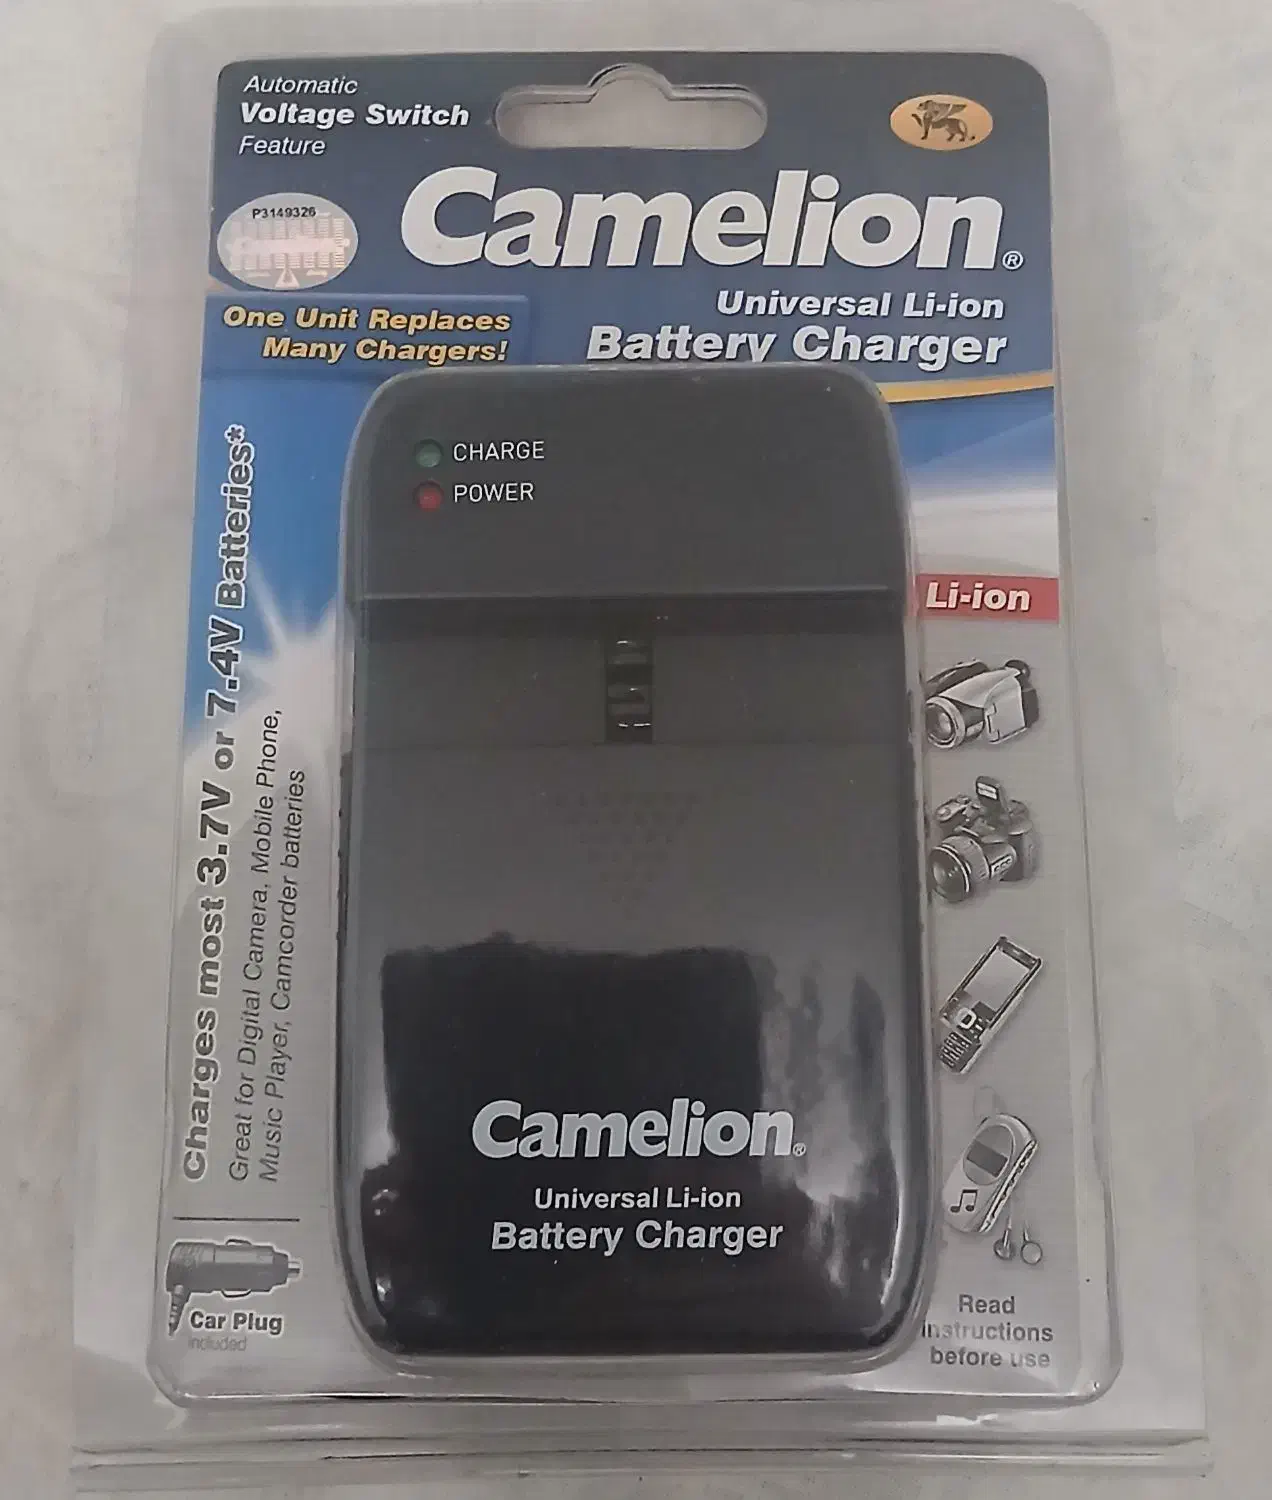 Automatic
Voltage Switch
Feature
P3149326
Camelion®
Universal Li-ion
Battery Charger
One Unit Replaces
Many Chargers!
CHARGE
POWER
Charges most 3.7V or 7.4V Batteries*
Great for Digital Camera, Mobile Phone,
Music Player, Camcorder batteries
Li-ion
Camelion®
Universal Li-ion
Battery Charger
Car Plug
included
Read
instructions
before use